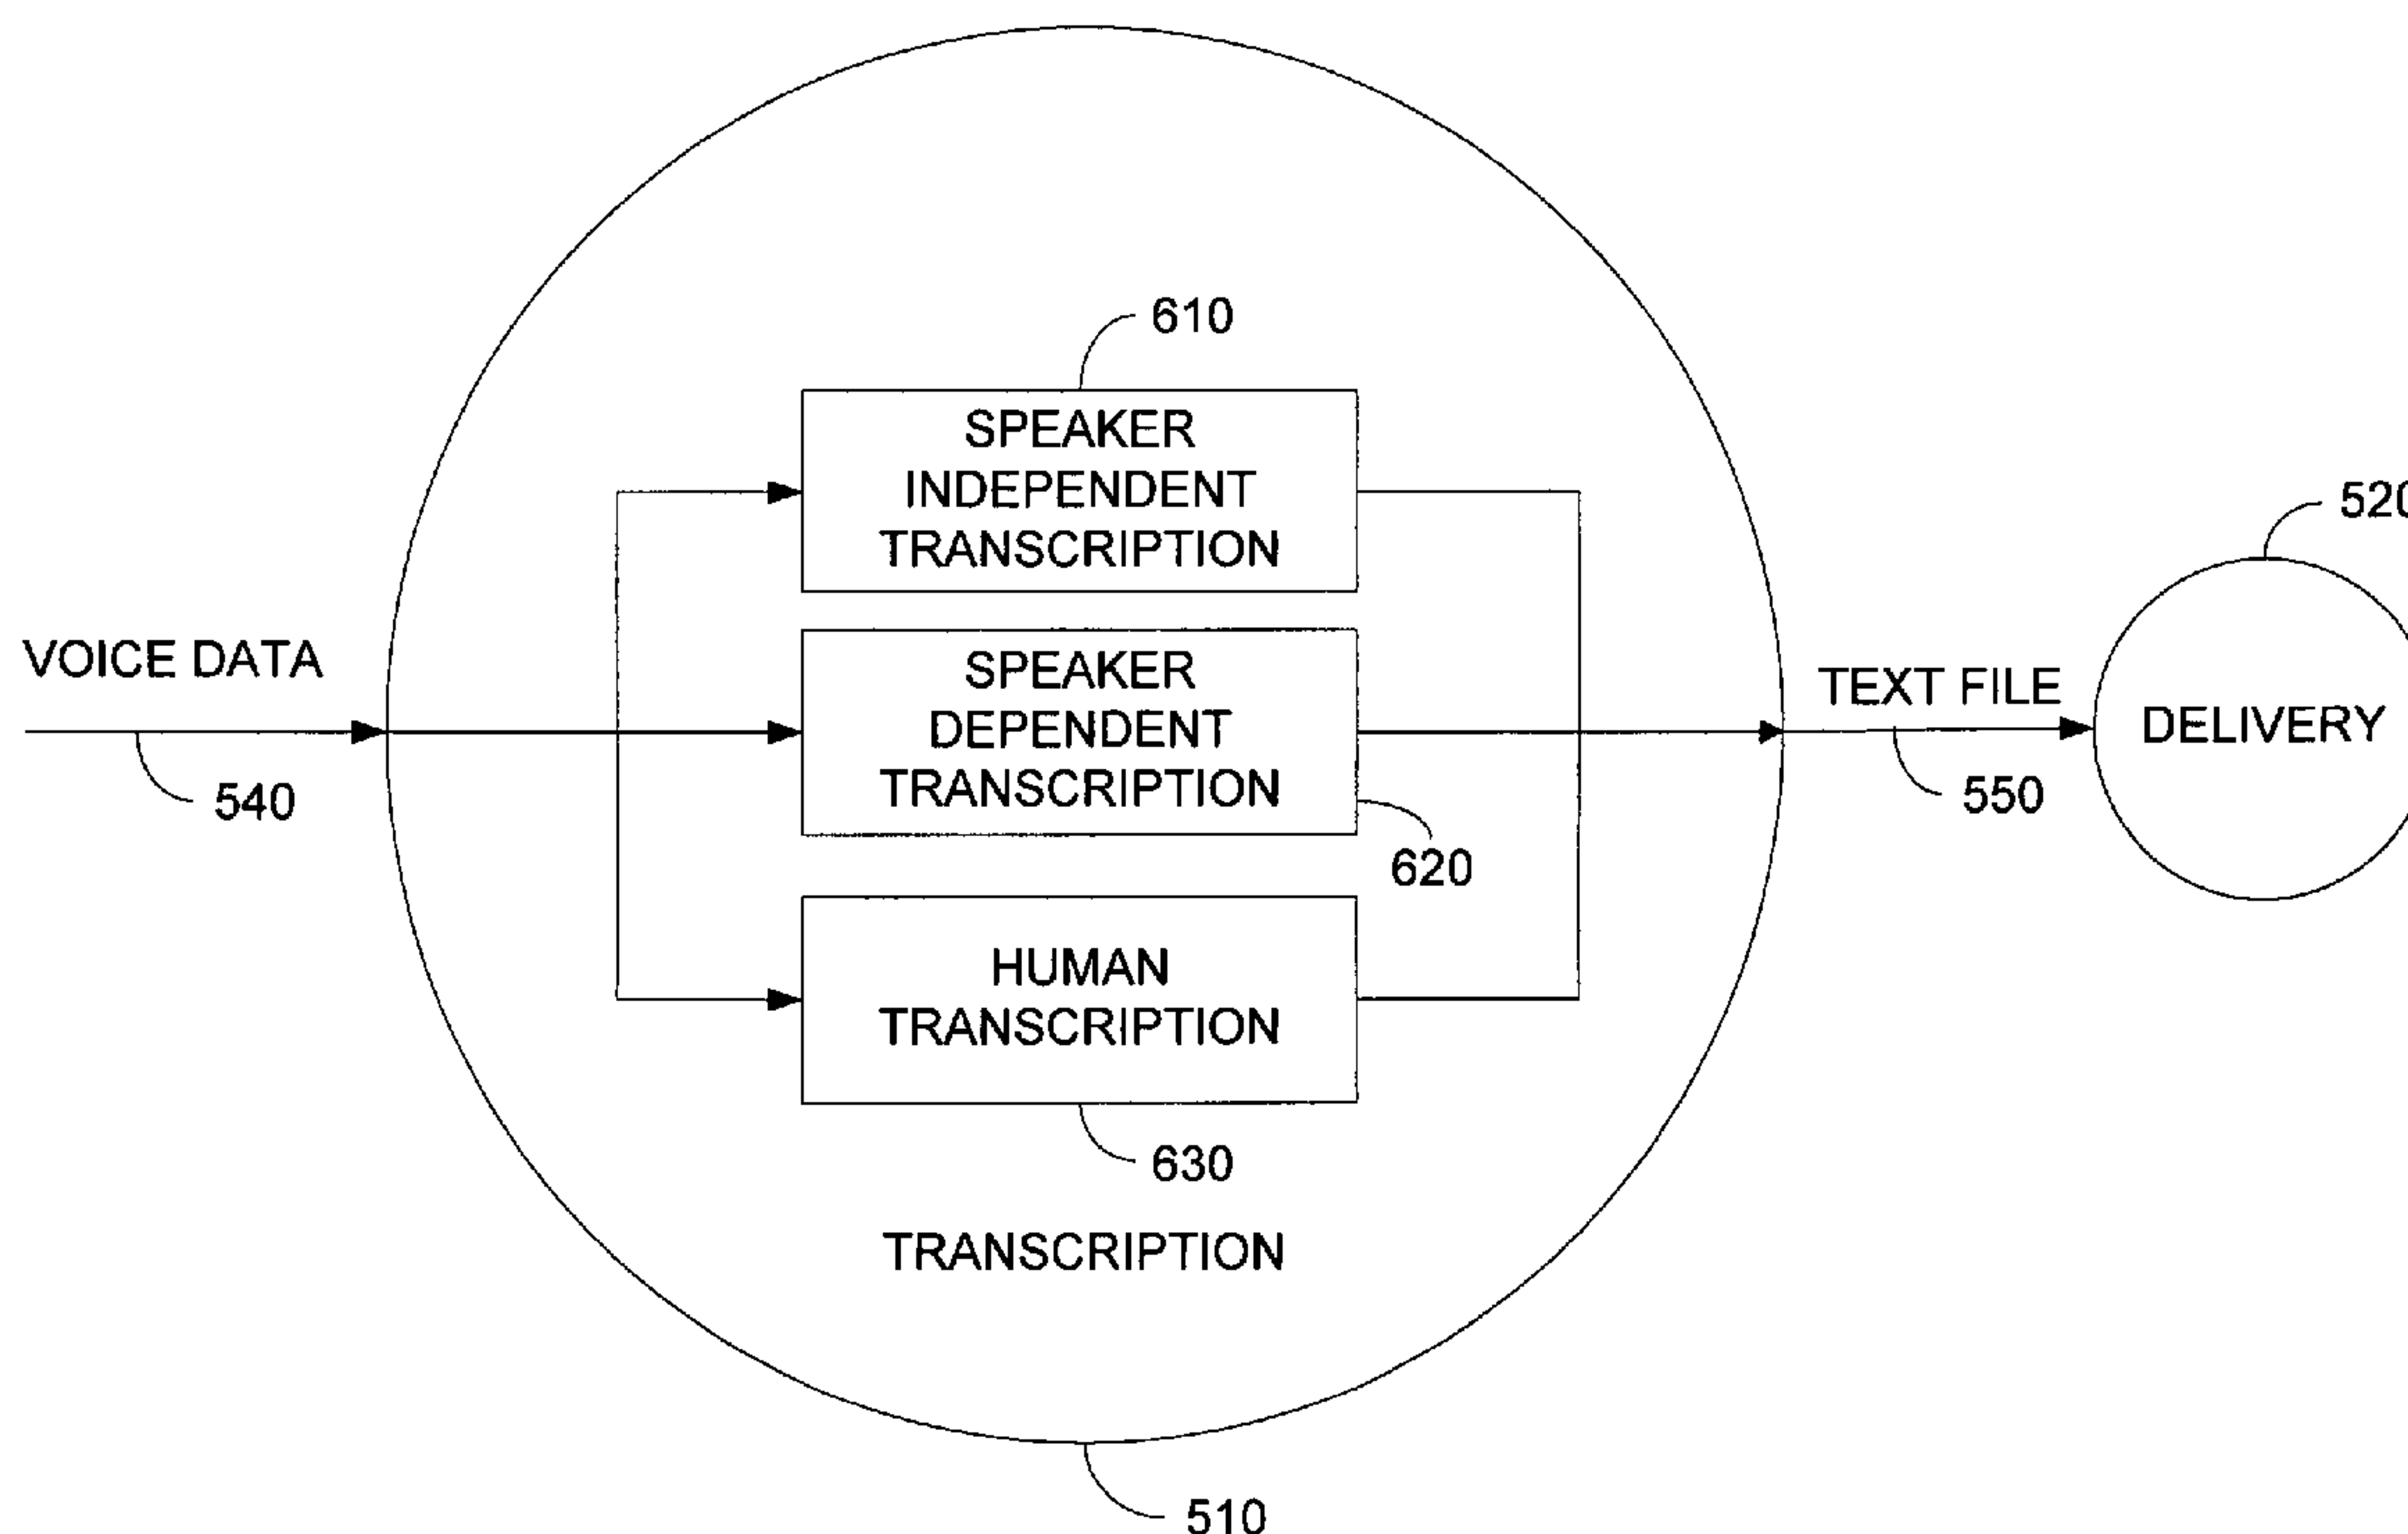 610
SPEAKER
INDEPENDENT
TRANSCRIPTION
520
VOICE DATA
540
SPEAKER
DEPENDENT
TRANSCRIPTION
620
TEXT FILE
550
DELIVERY
HUMAN
TRANSCRIPTION
630
TRANSCRIPTION
510